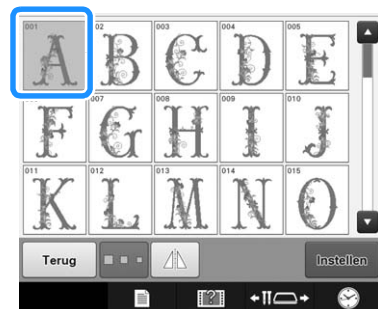 001 02 003 004 005
A B C D E
007 008 009 010
F G H I J
011 012 013 014 015
K L M N O
Terug Instellen